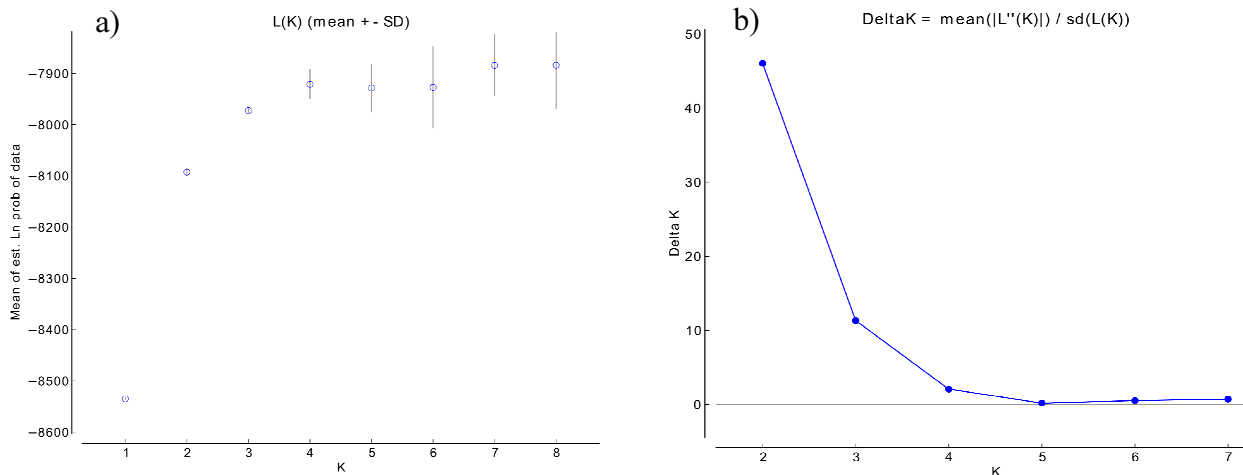 a)
L(K) (mean + - SD)
Mean of est. Ln prob of data
−7900
−8000
−8100
−8200
−8300
−8400
−8500
−8600
1 2 3 4 5 6 7 8
K
b)
DeltaK = mean(|L''(K)|) / sd(L(K))
Delta K
50
40
30
20
10
0
2 3 4 5 6 7
K